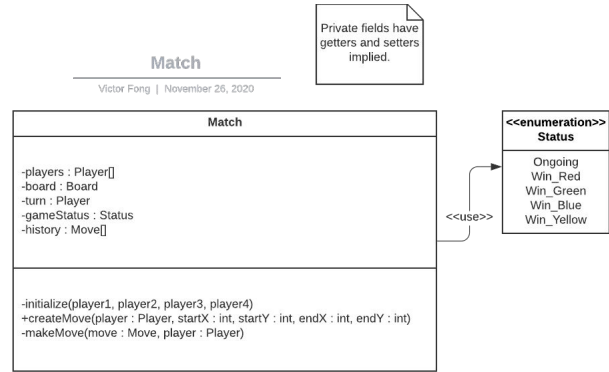 Private fields have
getters and setters
implied.
Match
Victor Fong | November 26, 2020
Match
-players : Player[]
-board : Board
-turn : Player
-gameStatus : Status
-history : Move[]
-initialize(player1, player2, player3, player4)
+createMove(player : Player, startX : int, startY : int, endX : int, endY : int)
-makeMove(move : Move, player : Player)
<<use>>
<<enumeration>>
Status
Ongoing
Win_Red
Win_Green
Win_Blue
Win_Yellow